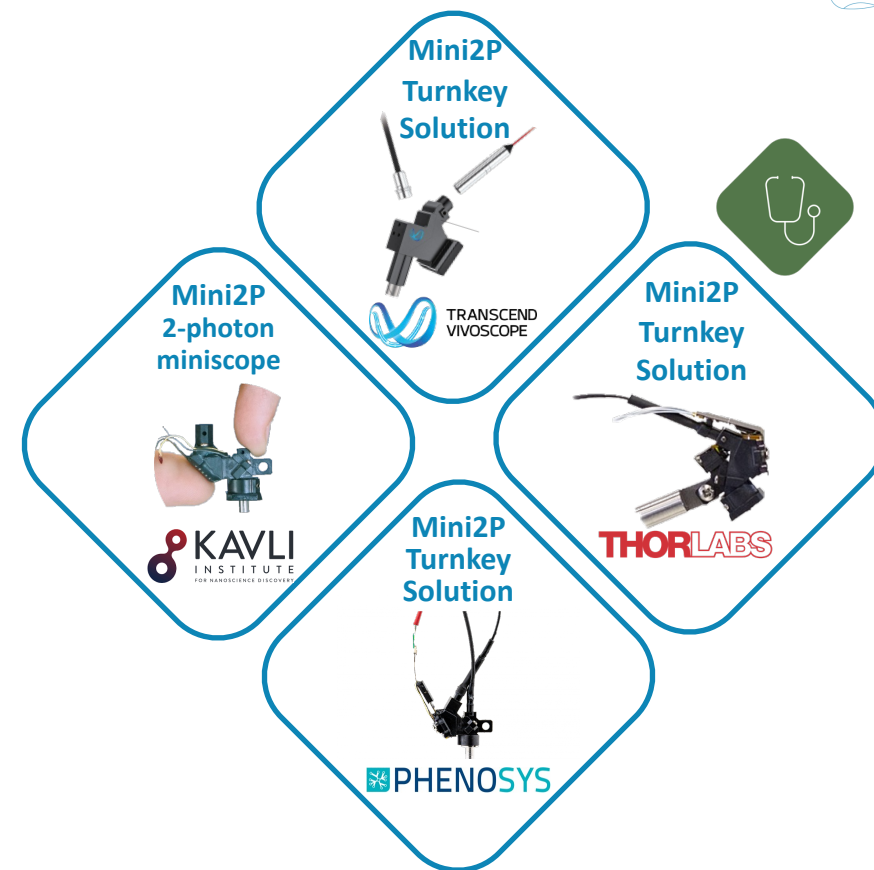 Mini2P
Turnkey
Solution
TRANSCEND
VIVOSCOPE
Mini2P
2-photon
miniscope
KAVLI
INSTITUTE
FOR NANOSCIENCE DISCOVERY
Mini2P
Turnkey
Solution
THORLABS
Mini2P
Turnkey
Solution
PHENOSYS